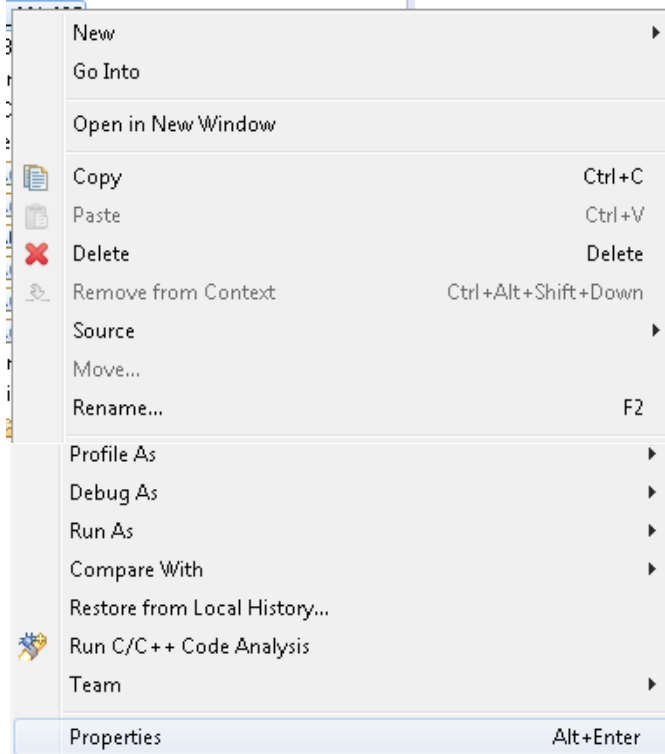 New
Go Into
Open in New Window
Copy Ctrl+C
Paste Ctrl+V
Delete Delete
Remove from Context Ctrl+Alt+Shift+Down
Source
Move...
Rename... F2
Profile As
Debug As
Run As
Compare With
Restore from Local History...
Run C/C++ Code Analysis
Team
Properties Alt+Enter